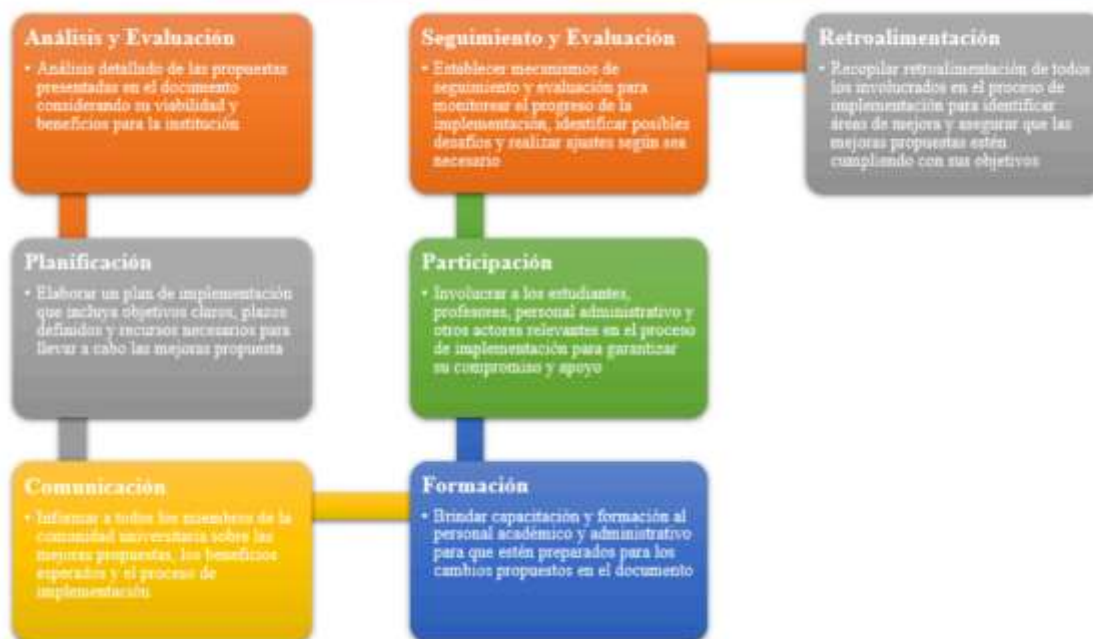 Análisis y Evaluación
• Análisis detallado de las propuestas
presentadas en el documento
considerando su viabilidad y
beneficios para la institución
Planificación
• Elaborar un plan de implementación
que incluya objetivos claros, plazos
definidos y recursos necesarios para
llevar a cabo las mejoras propuesta
Comunicación
• Informar a todos los miembros de la
comunidad universitaria sobre las
mejoras propuestas, los beneficios
esperados y el proceso de
implementación
Formación
• Brindar capacitación y formación al
personal académico y administrativo
para que estén preparados para los
cambios propuestos en el documento
Participación
• Involucrar a los estudiantes,
profesores, personal administrativo y
otros actores relevantes en el proceso
de implementación para garantizar
su compromiso y apoyo
Seguimiento y Evaluación
• Establecer mecanismos de
seguimiento y evaluación para
monitorear el progreso de la
implementación, identificar posibles
desafíos y realizar ajustes según sea
necesario
Retroalimentación
• Recopilar retroalimentación de todos
los involucrados en el proceso de
implementación para identificar
áreas de mejora y asegurar que las
mejoras propuestas estén
cumpliendo con sus objetivos